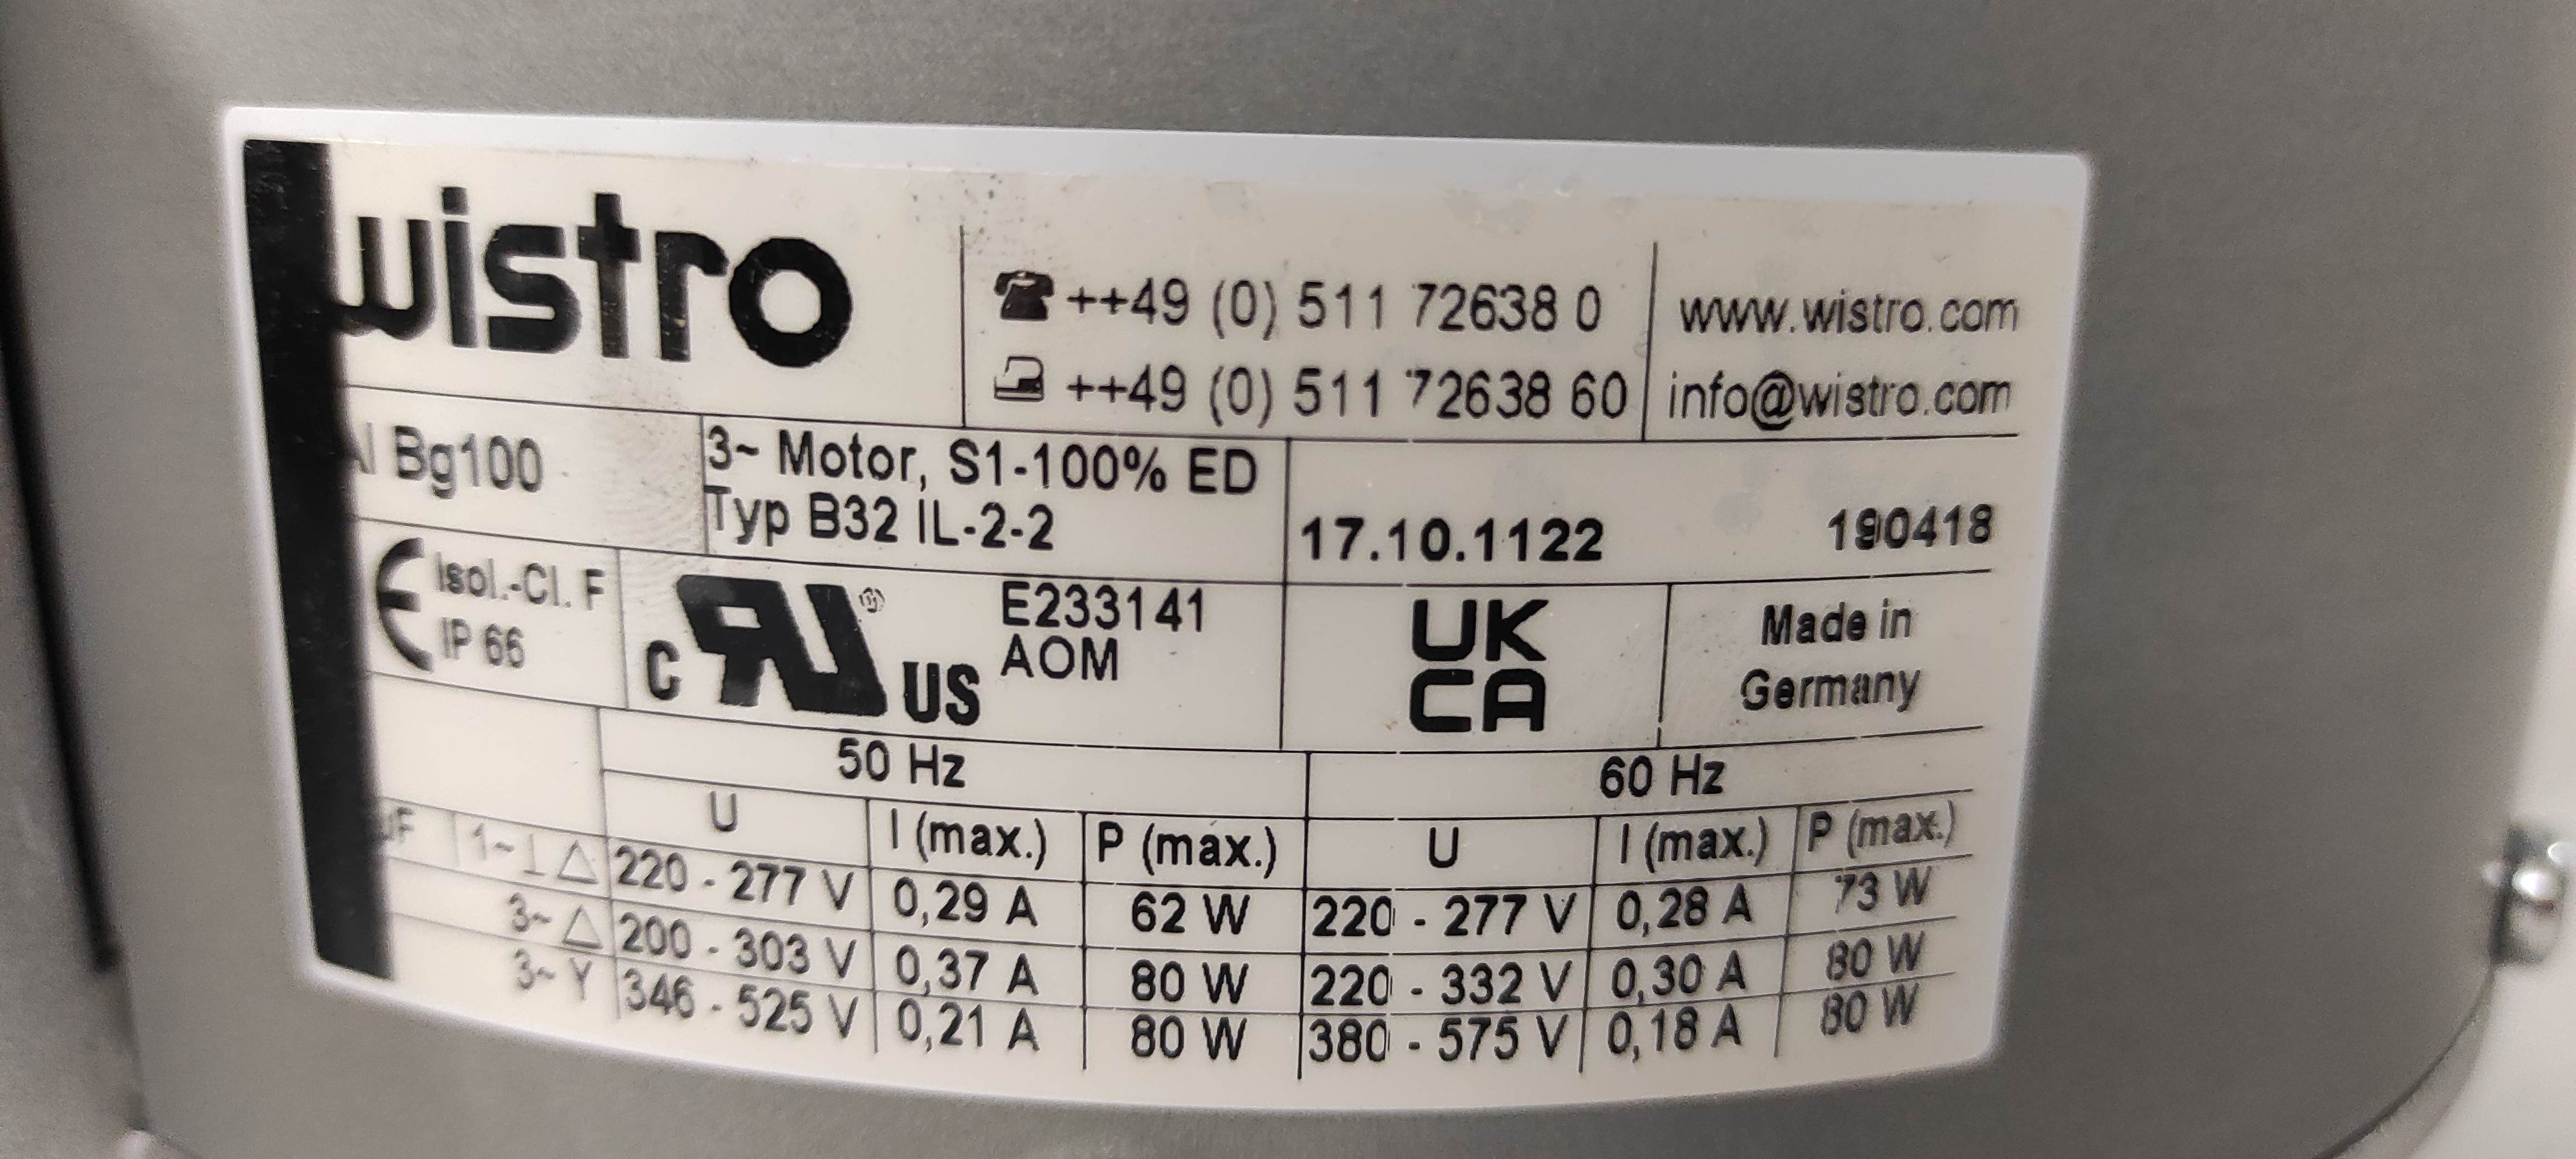 wistro
++49 (0) 511 72638 0
www.wistro.com
++49 (0) 511 72638 60
info@wistro.com
Bg100
3~ Motor, S1-100% ED
Typ B32 IL-2-2
17.10.1122
190418
CE Isol.-Cl. F
IP 66
c RU ® US
E233141
AOM
UK
CA
Made in
Germany
50 Hz
60 Hz
U I (max.) P (max.) U I (max.) P (max.)
µF 1~⊥ △ 220 - 277 V 0,29 A 62 W 220 - 277 V 0,28 A 73 W
3~ △ 200 - 303 V 0,37 A 80 W 220 - 332 V 0,30 A 80 W
3~ Y 346 - 525 V 0,21 A 80 W 380 - 575 V 0,18 A 80 W